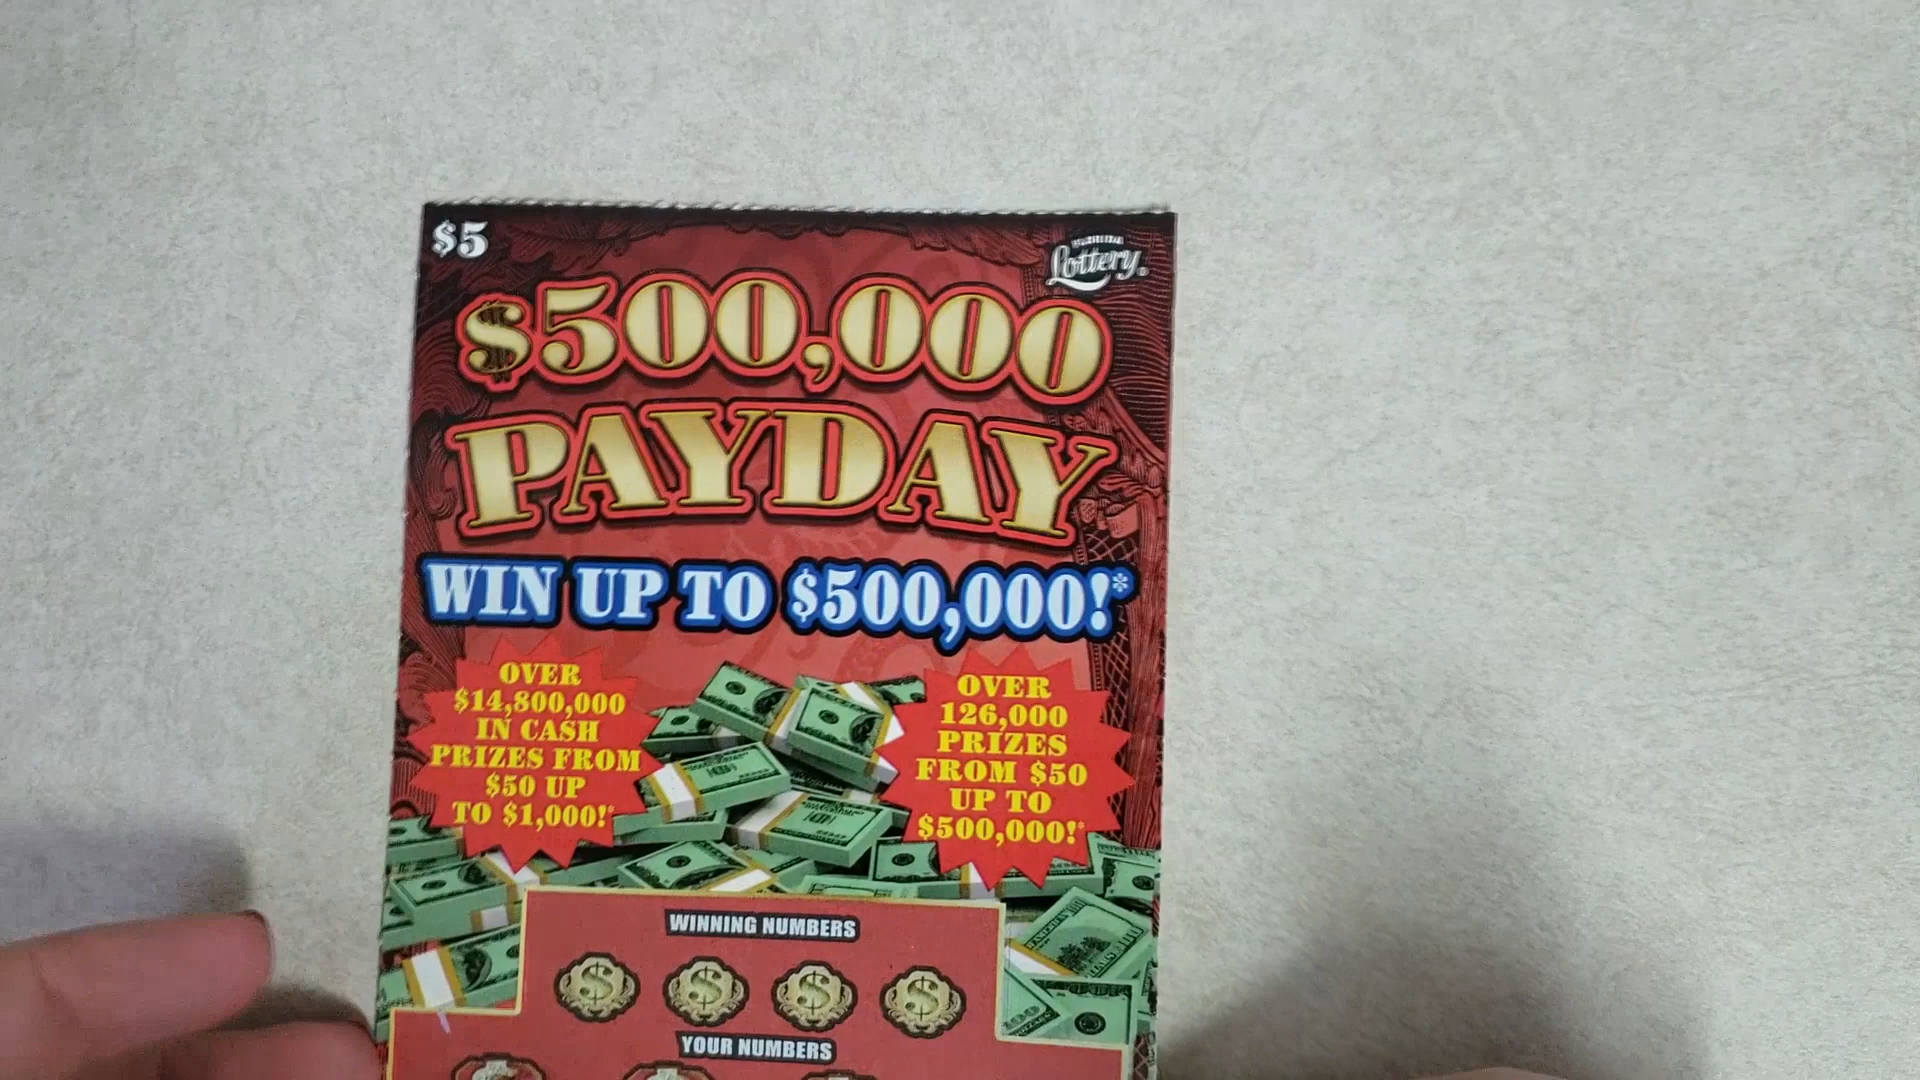 $5
FLORIDA
Lottery.
$500,000
PAYDAY
WIN UP TO $500,000!*
OVER
$14,800,000
IN CASH
PRIZES FROM
$50 UP
TO $1,000!*
OVER
126,000
PRIZES
FROM $50
UP TO
$500,000!*
WINNING NUMBERS
YOUR NUMBERS